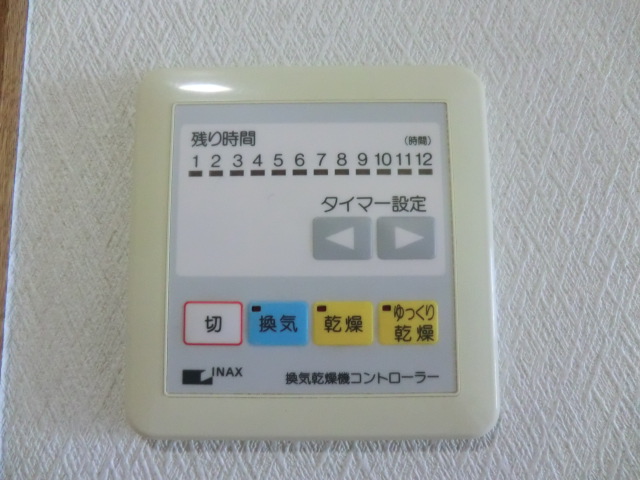 残り時間 (時間)
1 2 3 4 5 6 7 8 9 10 11 12
タイマー設定
切 換気 乾燥 ゆっくり
乾燥
INAX 換気乾燥機コントローラー